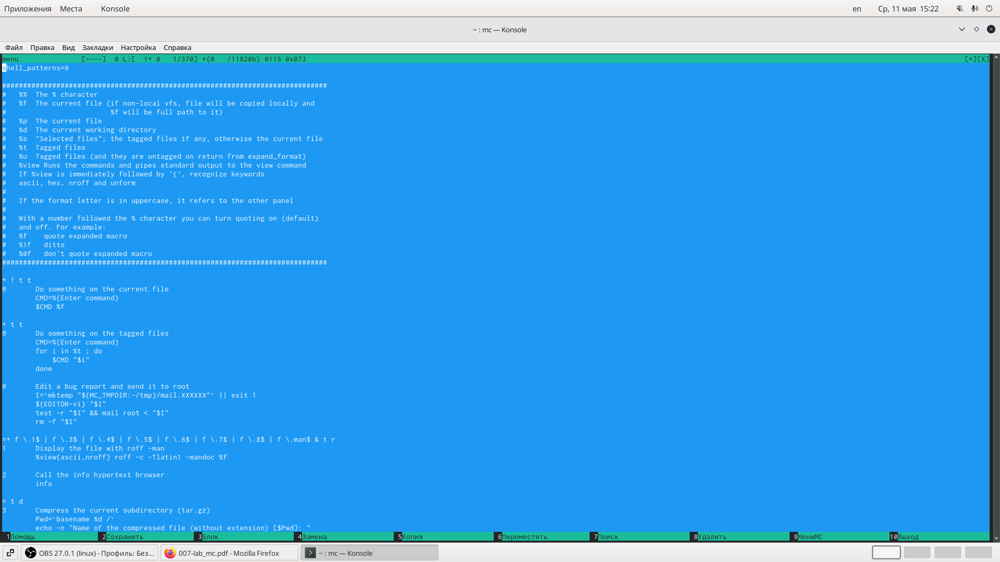 Приложения Места Konsole en Ср, 11 мая 15:22
~ : mc — Konsole
Файл Правка Вид Закладки Настройка Справка
menu [----] 0 L:[ 1+ 0 1/370] *(0 /11820b) 0115 0x073 [*][X]
shell_patterns=0
##############################################################################
# %% The % character
# %f The current file (if non-local vfs, file will be copied locally and
# %f will be full path to it)
# %p The current file
# %d The current working directory
# %s "Selected files"; the tagged files if any, otherwise the current file
# %t Tagged files
# %u Tagged files (and they are untagged on return from expand_format)
# %view Runs the commands and pipes standard output to the view command
# If %view is immediately followed by '{', recognize keywords
# ascii, hex, nroff and unform
#
# If the format letter is in uppercase, it refers to the other panel
#
# With a number followed the % character you can turn quoting on (default)
# and off. For example:
# %f quote expanded macro
# %1f ditto
# %0f don't quote expanded macro
##############################################################################
+ ! t t
@ Do something on the current file
CMD=%{Enter command}
$CMD %f
+ t t
@ Do something on the tagged files
CMD=%{Enter command}
for i in %t ; do
$CMD "$i"
done
0 Edit a bug report and send it to root
I=`mktemp "${MC_TMPDIR:-/tmp}/mail.XXXXXX"` || exit 1
${EDITOR-vi} "$I"
test -r "$I" && mail root < "$I"
rm -f "$I"
=+ f \.1$ | f \.3$ | f \.4$ | f \.5$ | f \.6$ | f \.7$ | f \.8$ | f \.man$ & t r
1 Display the file with roff -man
%view{ascii,nroff} roff -c -Tlatin1 -mandoc %f
2 Call the info hypertext browser
info
= t d
3 Compress the current subdirectory (tar.gz)
Pwd=`basename %d /`
echo -n "Name of the compressed file (without extension) [$Pwd]: "
1Помощь 2Сохранить 3Блок 4Замена 5Копия 6Переместить 7Поиск 8Удалить 9МенюМС 10Выход
OBS 27.0.1 (linux) - Профиль: Без... 007-lab_mc.pdf - Mozilla Firefox ~ : mc — Konsole